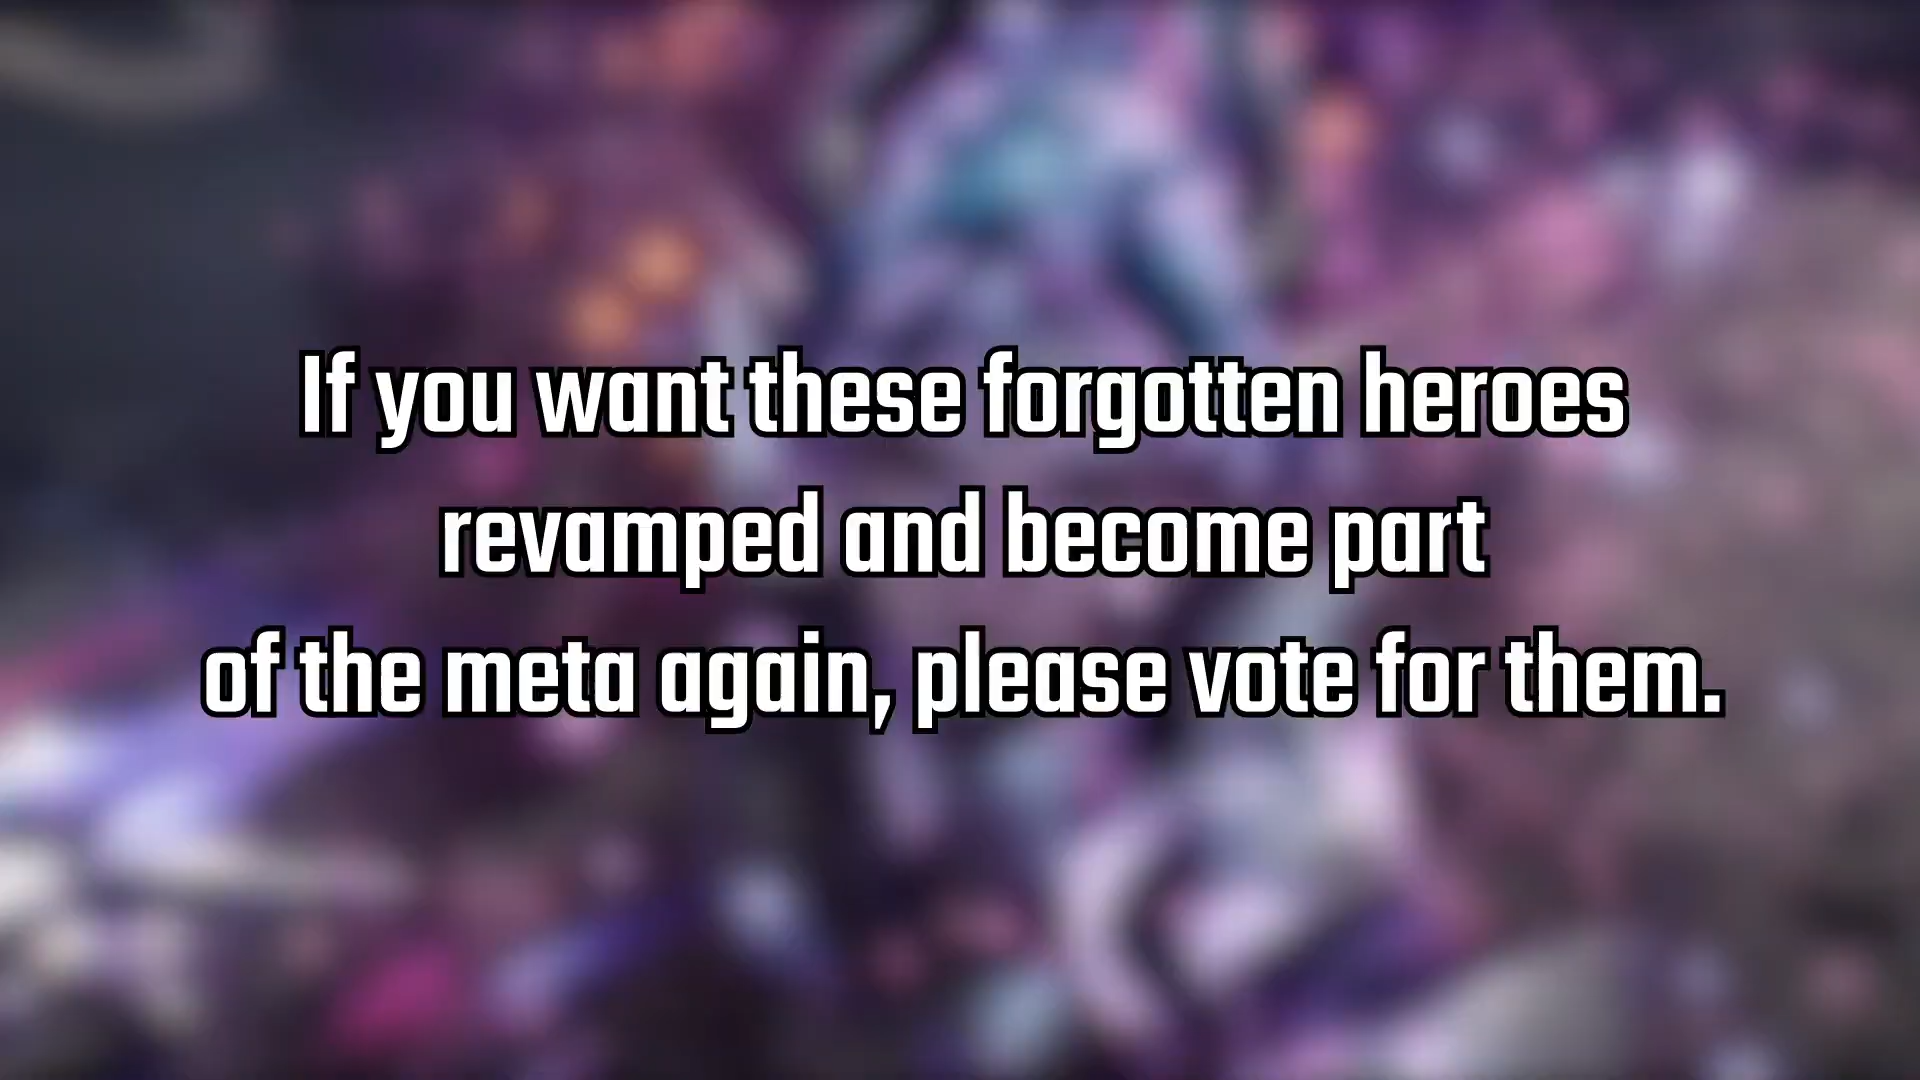 If you want these forgotten heroes
revamped and become part
of the meta again, please vote for them.